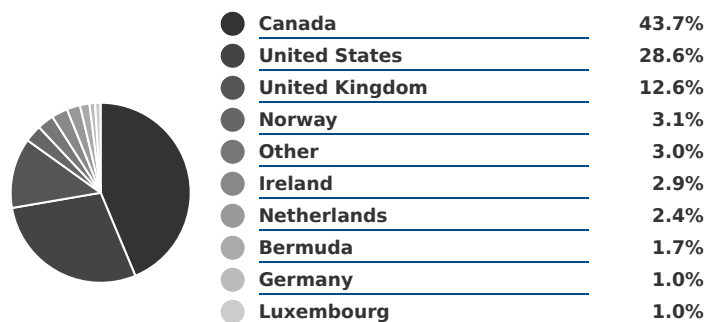 Canada 43.7%
United States 28.6%
United Kingdom 12.6%
Norway 3.1%
Other 3.0%
Ireland 2.9%
Netherlands 2.4%
Bermuda 1.7%
Germany 1.0%
Luxembourg 1.0%